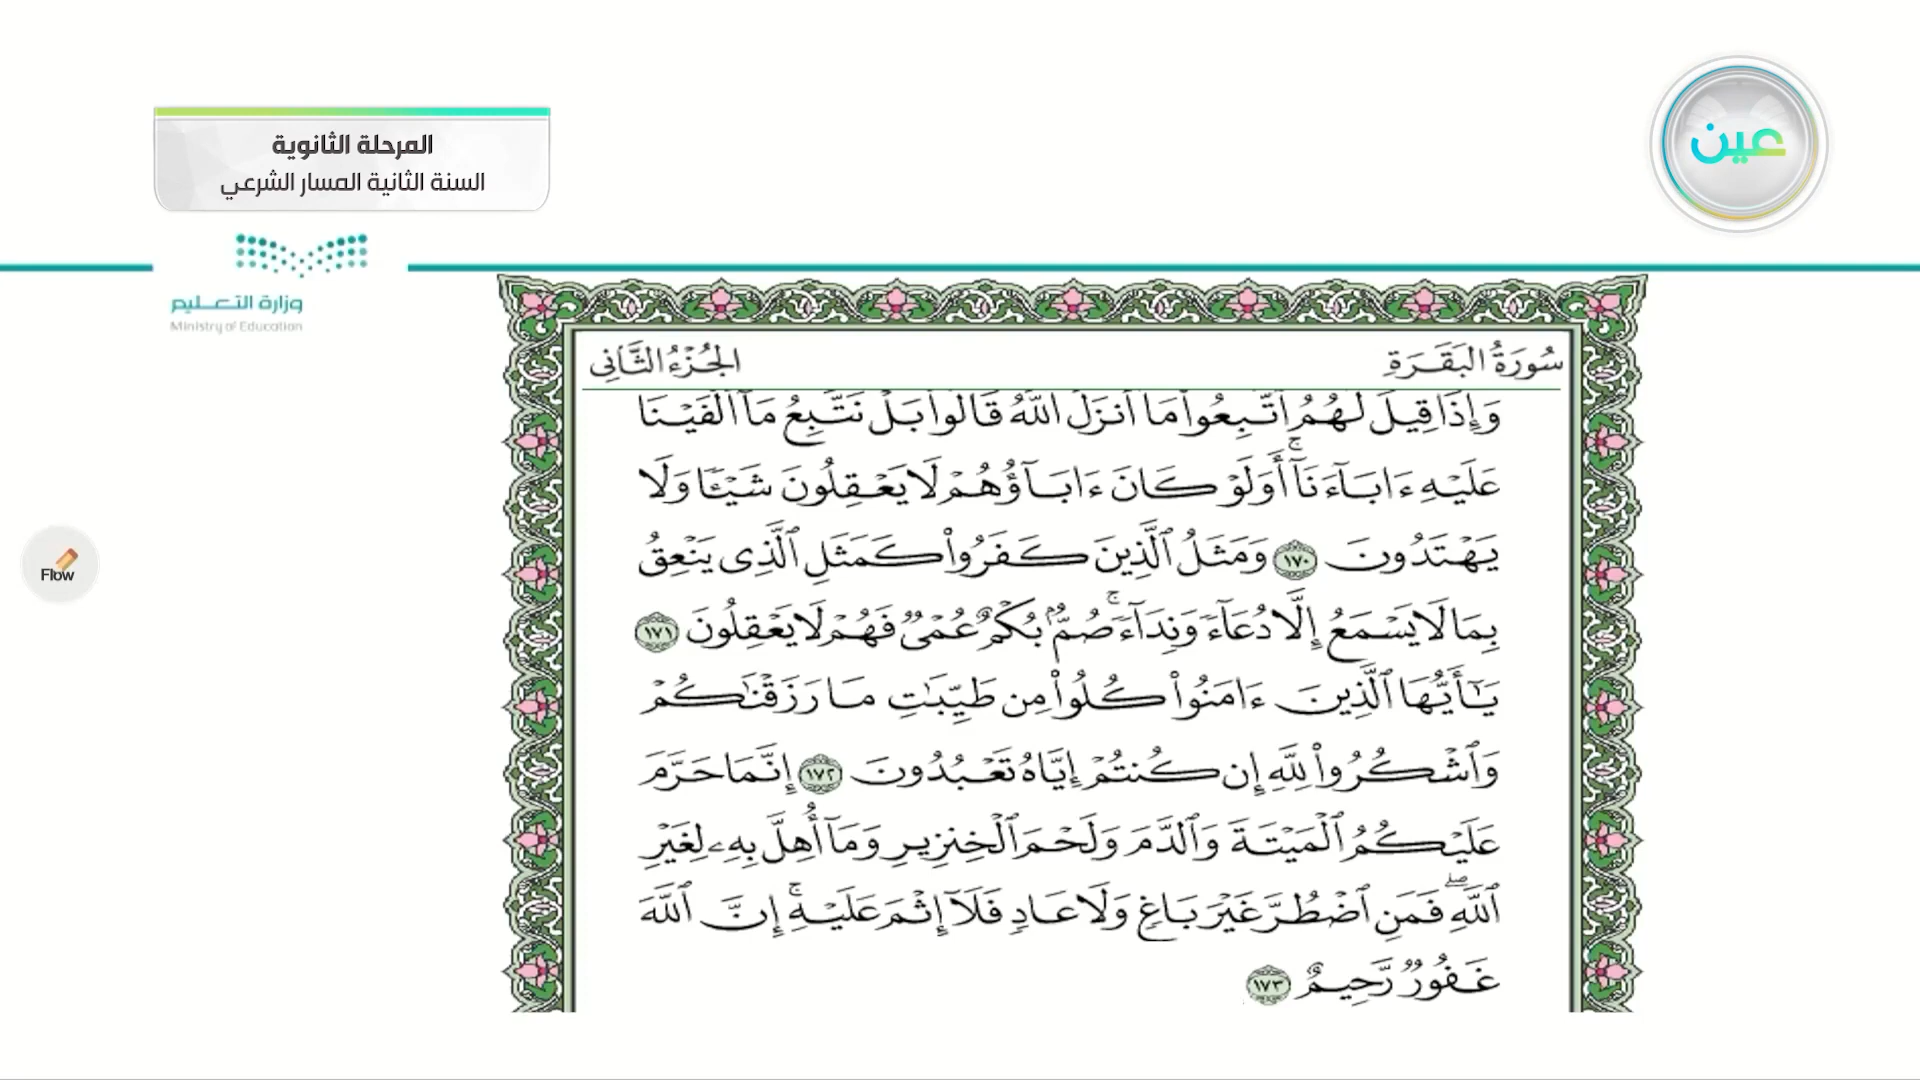 المرحلة الثانوية
السنة الثانية المسار الشرعي
عين
وزارة التعليم
Ministry of Education
Flow
سُورَةُ البَقَرَةِ
الجُزْءُ الثَّانِي
وَإِذَا قِيلَ لَهُمُ ٱتَّبِعُوا۟ مَآ أَنزَلَ ٱللَّهُ قَالُوا۟ بَلْ نَتَّبِعُ مَآ أَلْفَيْنَا
عَلَيْهِ ءَابَآءَنَآ ۚ أَوَلَوْ كَانَ ءَابَآؤُهُمْ لَا يَعْقِلُونَ شَيْـًٔا وَلَا
يَهْتَدُونَ ١٧٠ وَمَثَلُ ٱلَّذِينَ كَفَرُوا۟ كَمَثَلِ ٱلَّذِى يَنْعِقُ
بِمَا لَا يَسْمَعُ إِلَّا دُعَآءً وَنِدَآءً ۚ صُمٌّۢ بُكْمٌ عُمْىٌ فَهُمْ لَا يَعْقِلُونَ ١٧١
يَـٰٓأَيُّهَا ٱلَّذِينَ ءَامَنُوا۟ كُلُوا۟ مِن طَيِّبَـٰتِ مَا رَزَقْنَـٰكُمْ
وَٱشْكُرُوا۟ لِلَّهِ إِن كُنتُمْ إِيَّاهُ تَعْبُدُونَ ١٧٢ إِنَّمَا حَرَّمَ
عَلَيْكُمُ ٱلْمَيْتَةَ وَٱلدَّمَ وَلَحْمَ ٱلْخِنزِيرِ وَمَآ أُهِلَّ بِهِۦ لِغَيْرِ
ٱللَّهِ ۖ فَمَنِ ٱضْطُرَّ غَيْرَ بَاغٍ وَلَا عَادٍ فَلَآ إِثْمَ عَلَيْهِ ۚ إِنَّ ٱللَّهَ
غَفُورٌ رَّحِيمٌ ١٧٣